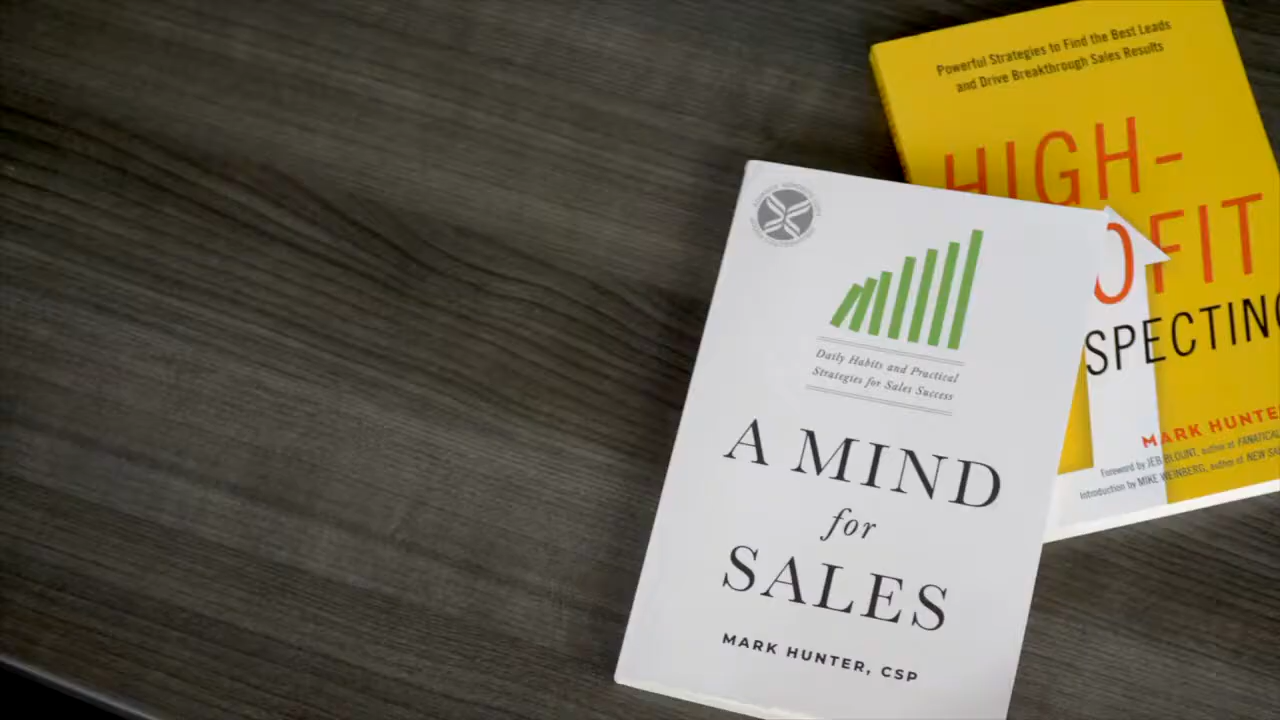 Powerful Strategies to Find the Best Leads
and Drive Breakthrough Sales Results
HIGH-
OFIT
SPECTING
MARK HUNTE
Foreword by JEB BLOUNT, author of FANATICAL
Introduction by MIKE WEINBERG, author of NEW SA
Daily Habits and Practical
Strategies for Sales Success
A MIND
for
SALES
MARK HUNTER, CSP